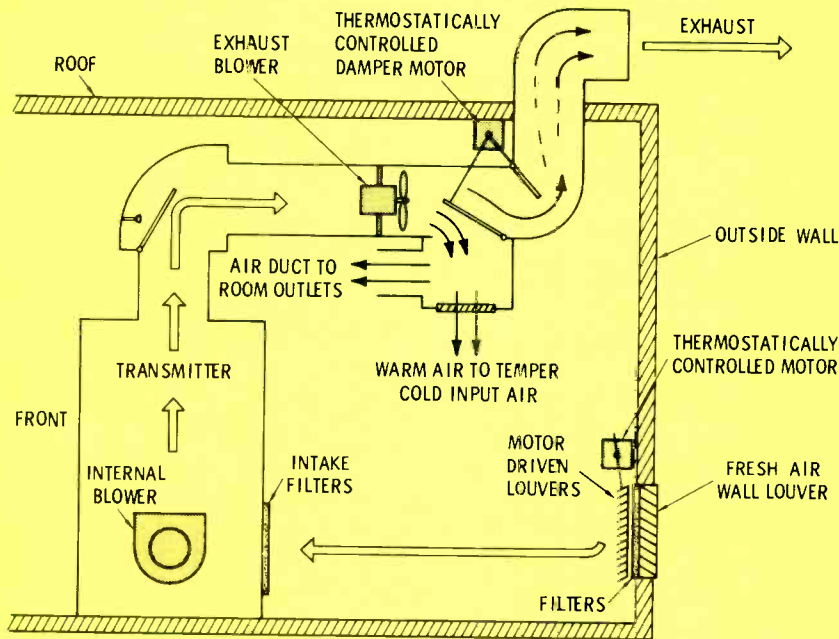 THERMOSTATICALLY
CONTROLLED
DAMPER MOTOR
EXHAUST
EXHAUST
BLOWER
ROOF
OUTSIDE WALL
AIR DUCT TO
ROOM OUTLETS
THERMOSTATICALLY
CONTROLLED MOTOR
WARM AIR TO TEMPER
COLD INPUT AIR
TRANSMITTER
FRONT
MOTOR
DRIVEN
LOUVERS
INTAKE
FILTERS
INTERNAL
BLOWER
FRESH AIR
WALL LOUVER
FILTERS